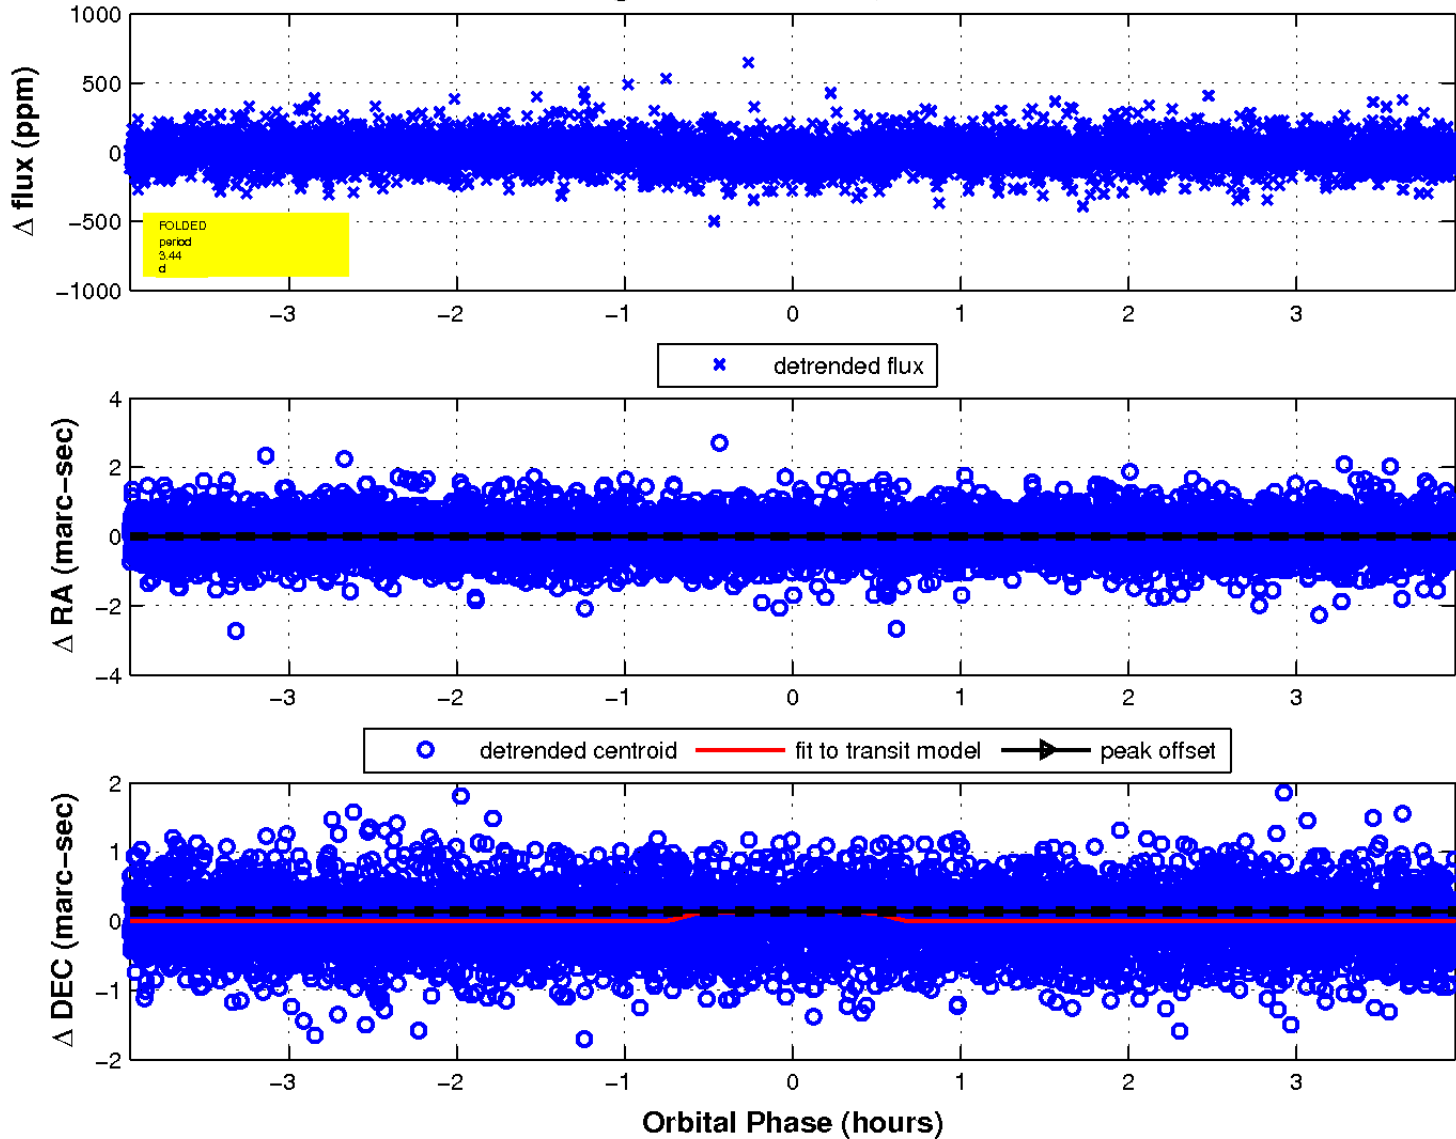 1000
500
0
−500
−1000
Δ flux (ppm)
FOLDED
period
3.44
d
−3 −2 −1 0 1 2 3
detrended flux
4
2
0
−2
−4
Δ RA (marc−sec)
−3 −2 −1 0 1 2 3
detrended centroid fit to transit model peak offset
2
1
0
−1
−2
Δ DEC (marc−sec)
−3 −2 −1 0 1 2 3
Orbital Phase (hours)